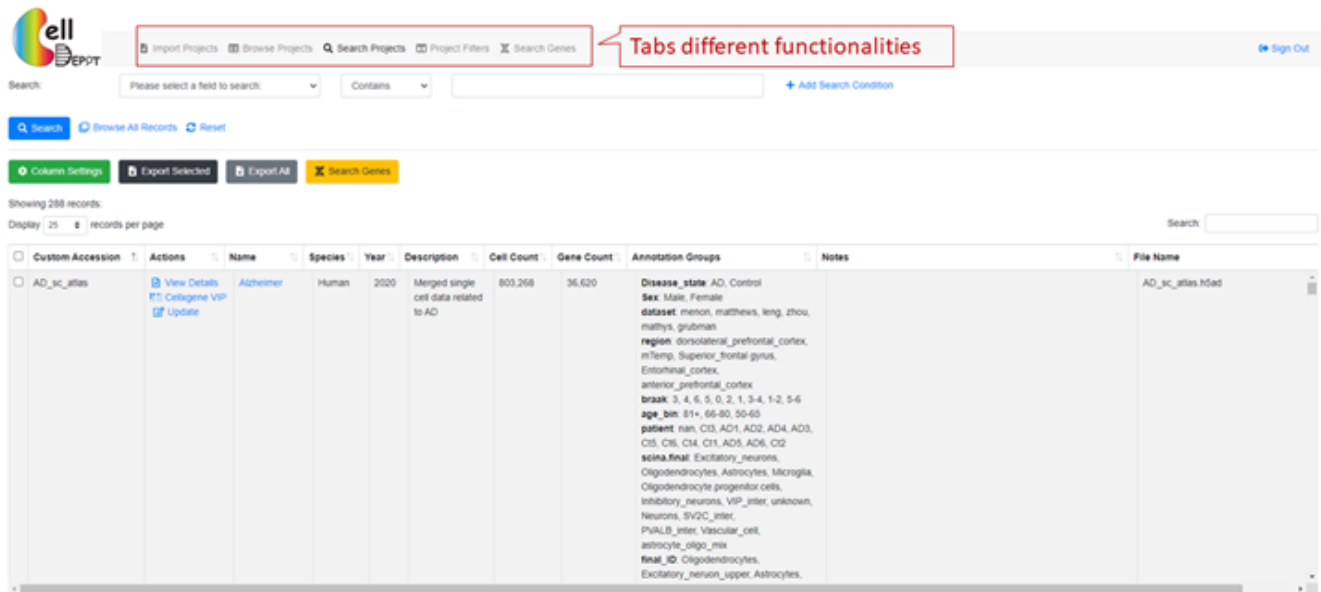 Cell
DEPOT
Import Projects Browse Projects Search Projects Project Filters Search Genes
Tabs different functionalities
Sign Out
Search: Please select a field to search: Contains Add Search Condition
Search Browse All Records Reset
Column Settings Export Selected Export All Search Genes
Showing 288 records:
Display 25 records per page
Search:
Custom Accession Actions Name Species Year Description Cell Count Gene Count Annotation Groups Notes File Name
AD_sc_atlas
View Details
Cellxgene VIP
Update
Alzheimer
Human
2020
Merged single
cell data related
to AD
803,268
36,620
Disease_state: AD, Control
Sex: Male, Female
dataset: menon, matthews, leng, zhou,
mathys, grubman
region: dorsolateral_prefrontal_cortex,
mTemp, Superior_frontal gyrus,
Entorhinal_cortex,
anterior_prefrontal_cortex
braak: 3, 4, 6, 5, 0, 2, 1, 3-4, 1-2, 5-6
age_bin: 81+, 66-80, 50-65
patient: nan, Ct3, AD1, AD2, AD4, AD3,
Ct5, Ct6, Ct4, Ct1, AD5, AD6, Ct2
scina.final: Excitatory_neurons,
Oligodendrocytes, Astrocytes, Microglia,
Oligodendrocyte.progenitor.cells,
Inhibitory_neurons, VIP_inter, unknown,
Neurons, SV2C_inter,
PVALB_inter, Vascular_cell,
astrocyte_oligo_mix
final_ID: Oligodendrocytes,
Excitatory_neruon_upper, Astrocytes,
AD_sc_atlas.h5ad